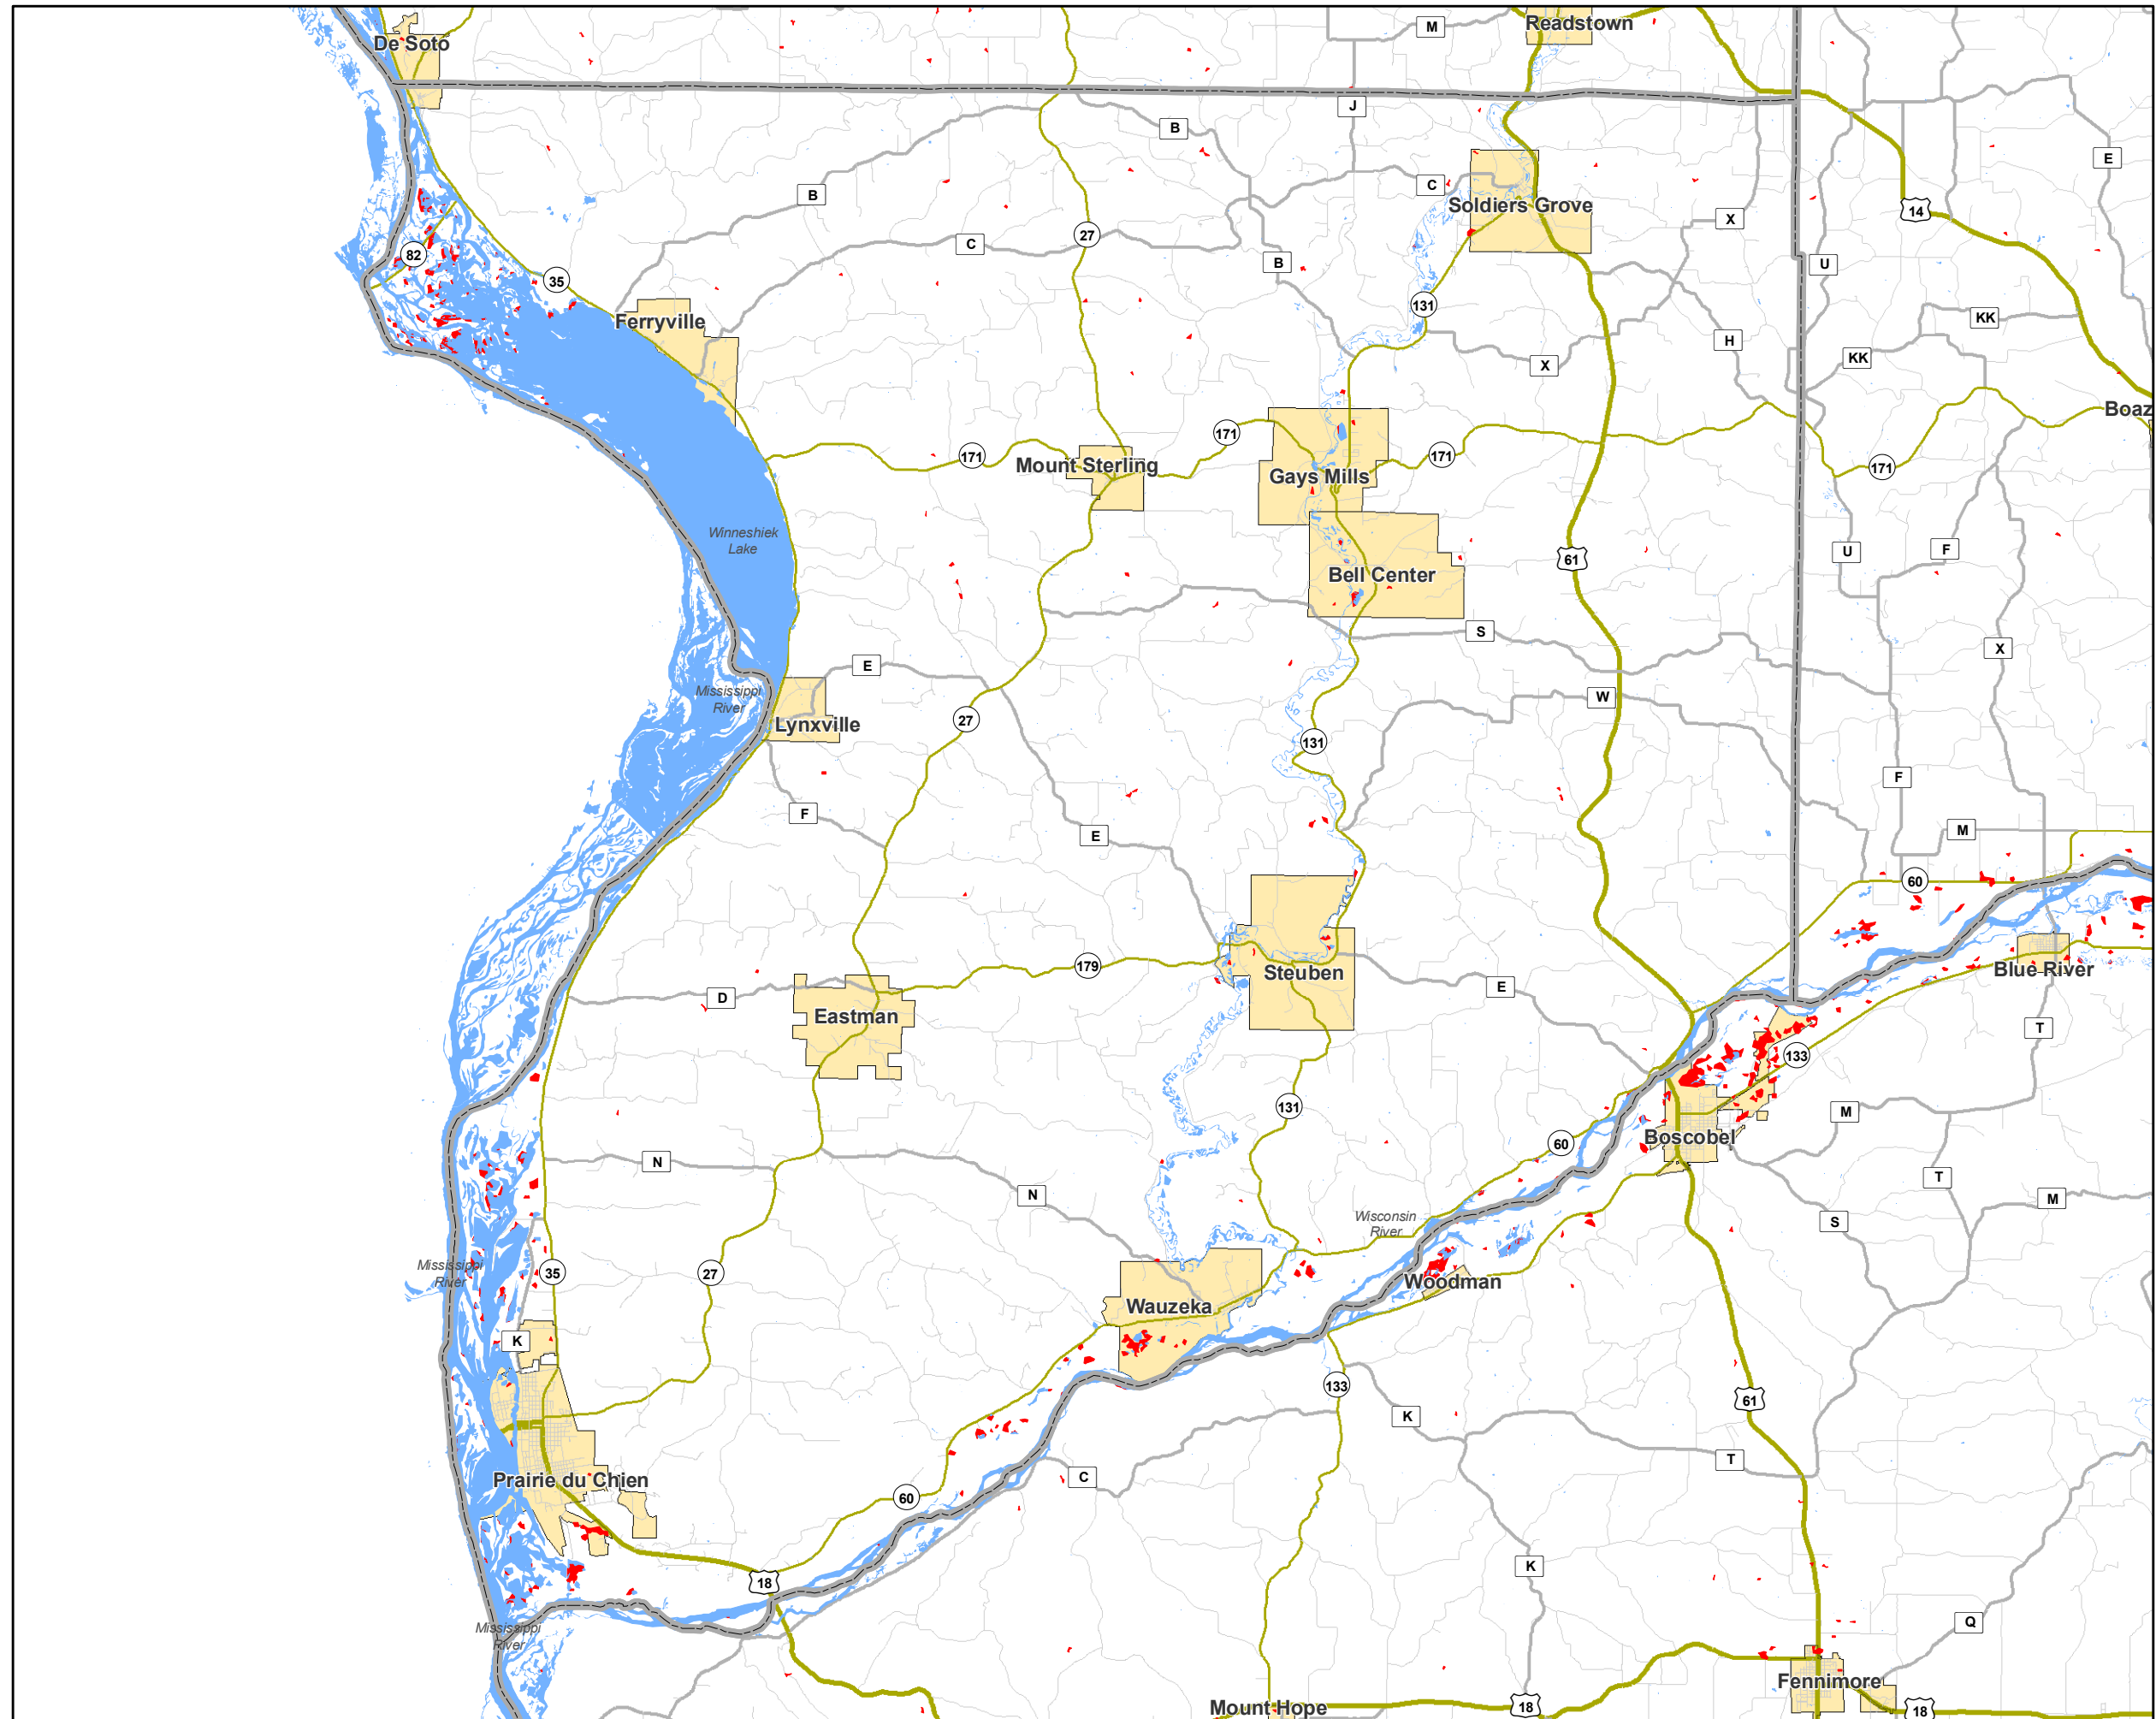 Readstown
M
De Soto
J
B
E
C
B
Soldiers Grove
14
X
27
C
82
B
U
35
131
KK
Ferryville
H
KK
X
Boaz
171
171
171
Mount Sterling
171
Gays Mills
Winneshiek
Lake
U
F
61
Bell Center
S
X
E
Mississippi
River
W
Lynxville
27
131
F
F
E
M
60
179
Steuben
Blue River
E
D
Eastman
T
133
131
M
Boscobel
60
N
T
N
M
Wisconsin
River
S
Mississippi
River
35
27
Woodman
Wauzeka
K
133
61
K
T
C
Prairie du Chien
60
K
18
Q
Mississippi
River
Fennimore
Mount Hope
18
18